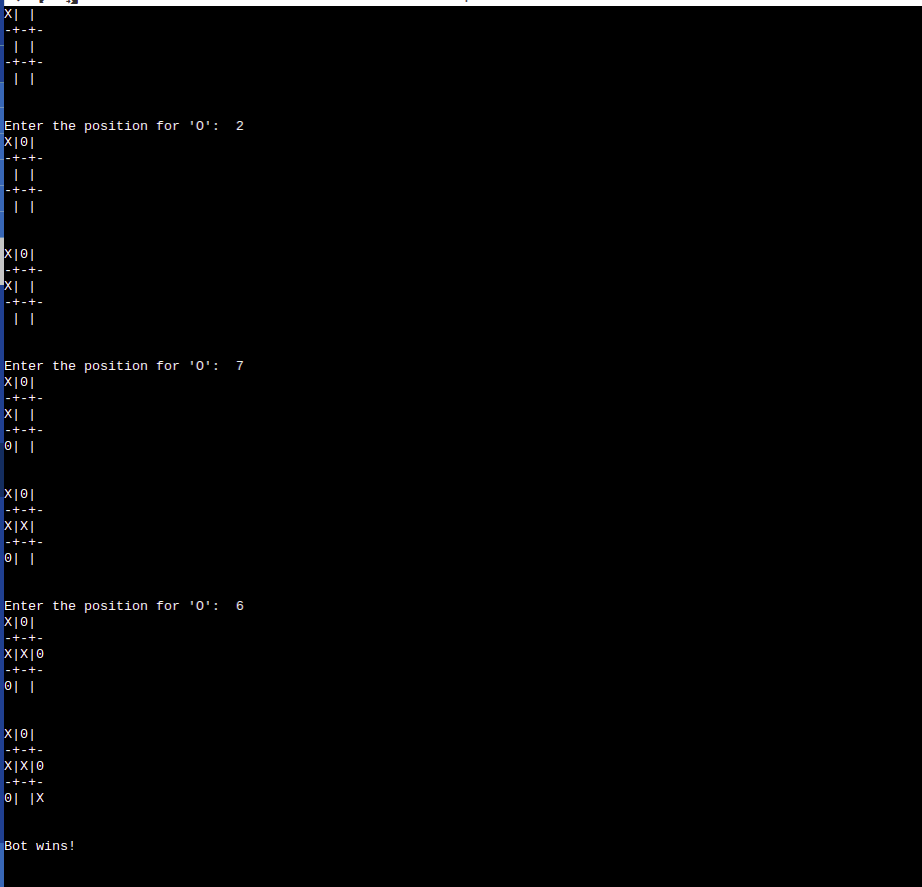 X| |
-+-+-
 | |
-+-+-
 | |
Enter the position for 'O':  2
X|0|
-+-+-
 | |
-+-+-
 | |
X|0|
-+-+-
X| |
-+-+-
 | |
Enter the position for 'O':  7
X|0|
-+-+-
X| |
-+-+-
0| |
X|0|
-+-+-
X|X|
-+-+-
0| |
Enter the position for 'O':  6
X|0|
-+-+-
X|X|0
-+-+-
0| |
X|0|
-+-+-
X|X|0
-+-+-
0| |X
Bot wins!